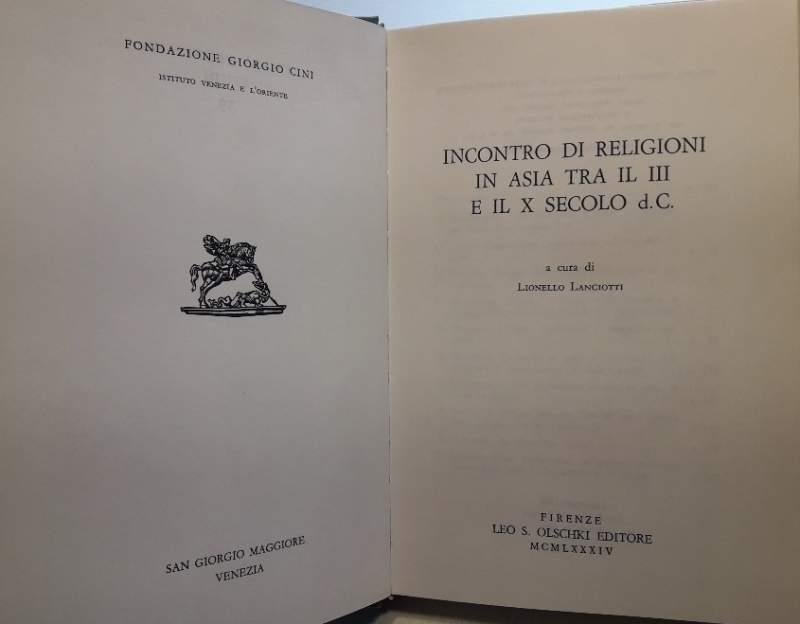 FONDAZIONE GIORGIO CINI
ISTITUTO VENEZIA E L'ORIENTE
SAN GIORGIO MAGGIORE
VENEZIA
INCONTRO DI RELIGIONI
IN ASIA TRA IL III
E IL X SECOLO d.C.
a cura di
LIONELLO LANCIOTTI
FIRENZE
LEO S. OLSCHKI EDITORE
MCMLXXXIV